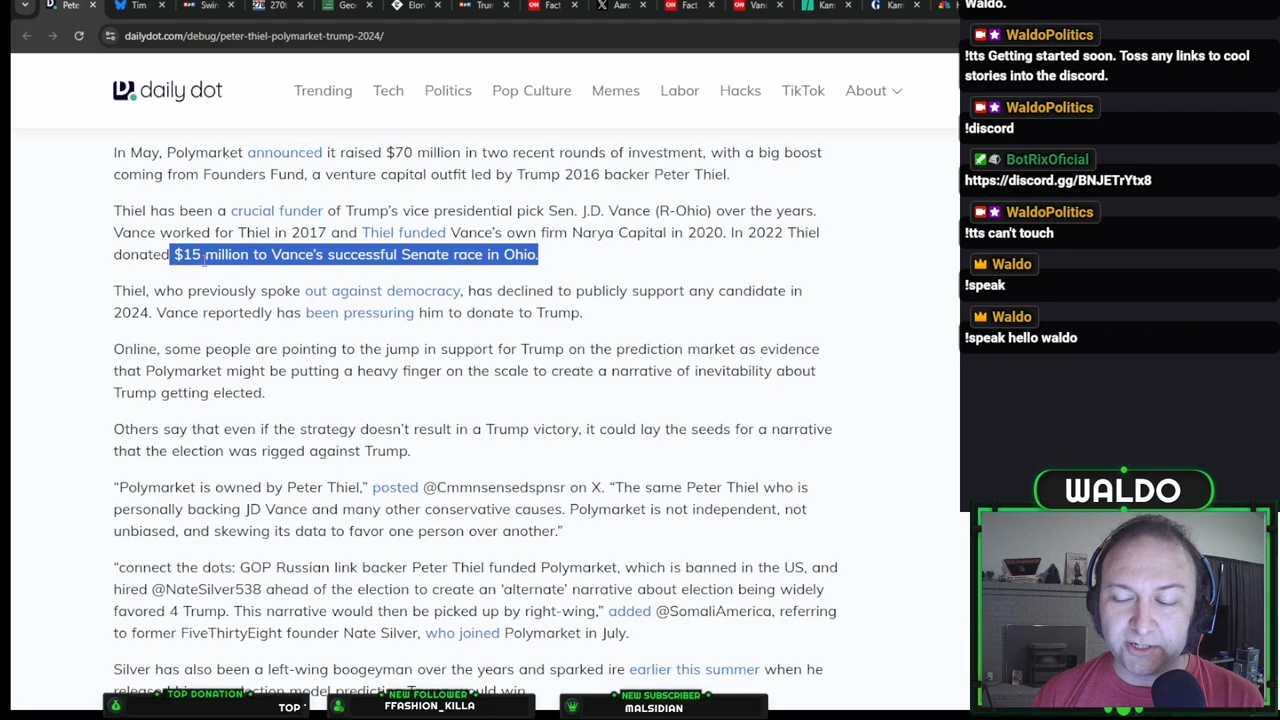 Pete
Tim
Swin
270
Geo
Elon
Trum
Fact
Aaro
Fact
Van
Kam
Kam
dailydot.com/debug/peter-thiel-polymarket-trump-2024/
daily dot
Trending
Tech
Politics
Pop Culture
Memes
Labor
Hacks
TikTok
About
In May, Polymarket announced it raised $70 million in two recent rounds of investment, with a big boost
coming from Founders Fund, a venture capital outfit led by Trump 2016 backer Peter Thiel.
Thiel has been a crucial funder of Trump’s vice presidential pick Sen. J.D. Vance (R-Ohio) over the years.
Vance worked for Thiel in 2017 and Thiel funded Vance’s own firm Narya Capital in 2020. In 2022 Thiel
donated $15 million to Vance’s successful Senate race in Ohio.
Thiel, who previously spoke out against democracy, has declined to publicly support any candidate in
2024. Vance reportedly has been pressuring him to donate to Trump.
Online, some people are pointing to the jump in support for Trump on the prediction market as evidence
that Polymarket might be putting a heavy finger on the scale to create a narrative of inevitability about
Trump getting elected.
Others say that even if the strategy doesn’t result in a Trump victory, it could lay the seeds for a narrative
that the election was rigged against Trump.
“Polymarket is owned by Peter Thiel,” posted @Cmmnsensedspnsr on X. “The same Peter Thiel who is
personally backing JD Vance and many other conservative causes. Polymarket is not independent, not
unbiased, and skewing its data to favor one person over another.”
“connect the dots: GOP Russian link backer Peter Thiel funded Polymarket, which is banned in the US, and
hired @NateSilver538 ahead of the election to create an ‘alternate’ narrative about election being widely
favored 4 Trump. This narrative would then be picked up by right-wing,” added @SomaliAmerica, referring
to former FiveThirtyEight founder Nate Silver, who joined Polymarket in July.
Silver has also been a left-wing boogeyman over the years and sparked ire earlier this summer when he
Waldo.
WaldoPolitics
!tts Getting started soon. Toss any links to cool
stories into the discord.
WaldoPolitics
!discord
BotRixOficial
https://discord.gg/BNJETrYtx8
WaldoPolitics
!tts can't touch
Waldo
!speak
Waldo
!speak hello waldo
WALDO
TOP DONATION
TOP
NEW FOLLOWER
FFASHION_KILLA
NEW SUBSCRIBER
MALSIDIAN